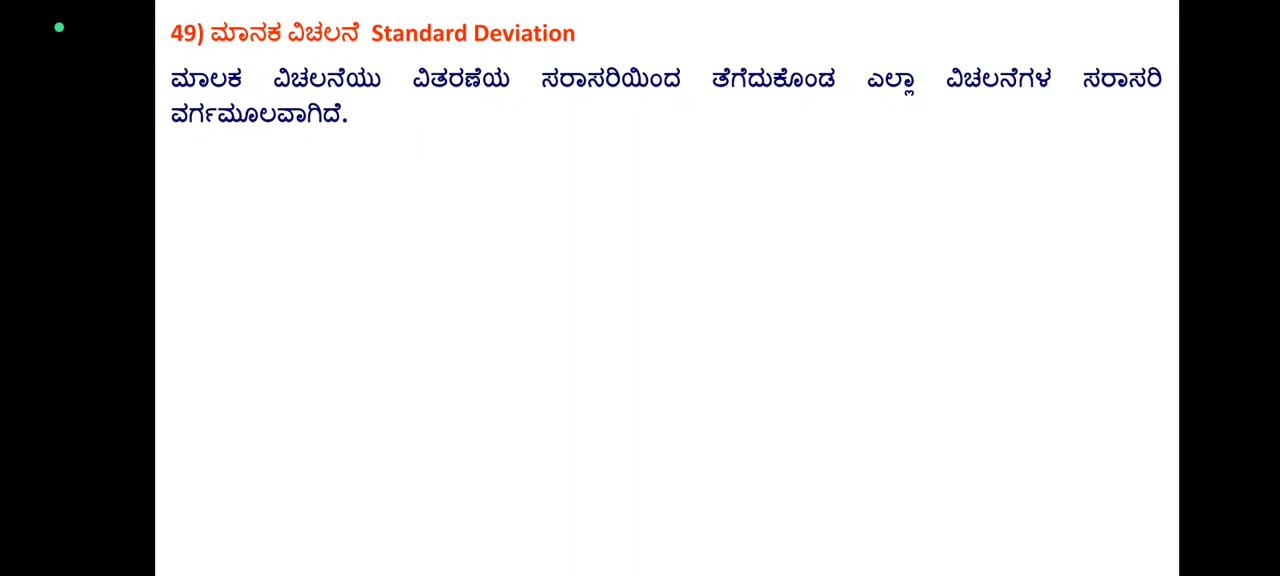 49) ಮಾನಕ ವಿಚಲನೆ Standard Deviation
ಮಾಲಕ ವಿಚಲನೆಯು ವಿತರಣೆಯ ಸರಾಸರಿಯಿಂದ ತೆಗೆದುಕೊಂಡ ಎಲ್ಲಾ ವಿಚಲನೆಗಳ ಸರಾಸರಿ
ವರ್ಗಮೂಲವಾಗಿದೆ.